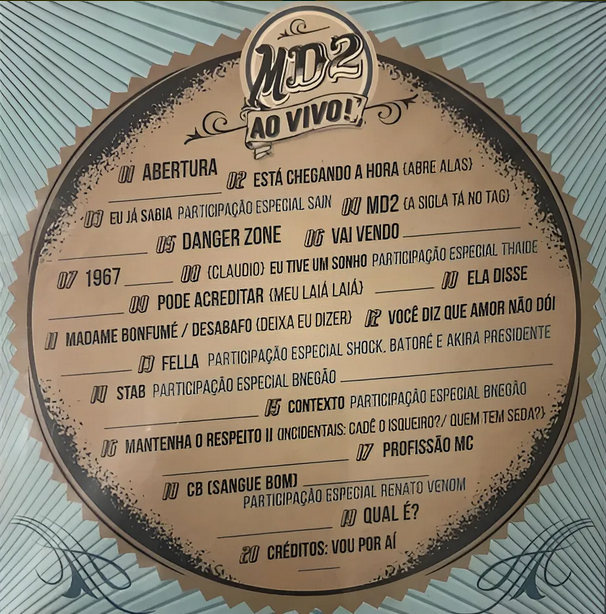 MD2
AO VIVO!
01 ABERTURA
02 ESTÁ CHEGANDO A HORA (ABRE ALAS)
03 EU JÁ SABIA PARTICIPAÇÃO ESPECIAL SAIN 04 MD2 (A SIGLA TÁ NO TAG)
05 DANGER ZONE 06 VAI VENDO
07 1967 08 (CLAUDIO) EU TIVE UM SONHO PARTICIPAÇÃO ESPECIAL THAIDE
09 PODE ACREDITAR (MEU LAIÁ LAIÁ) 10 ELA DISSE
11 MADAME BONFUMÉ / DESABAFO (DEIXA EU DIZER) 12 VOCÊ DIZ QUE AMOR NÃO DÓI
13 FELLA PARTICIPAÇÃO ESPECIAL SHOCK, BATORÉ E AKIRA PRESIDENTE
14 STAB PARTICIPAÇÃO ESPECIAL BNEGÃO
15 CONTEXTO PARTICIPAÇÃO ESPECIAL BNEGÃO
16 MANTENHA O RESPEITO II (INCIDENTAIS: CADÊ O ISQUEIRO?/ QUEM TEM SEDA?)
17 PROFISSÃO MC
18 CB (SANGUE BOM)
PARTICIPAÇÃO ESPECIAL RENATO VENOM
19 QUAL É?
20 CRÉDITOS: VOU POR AÍ